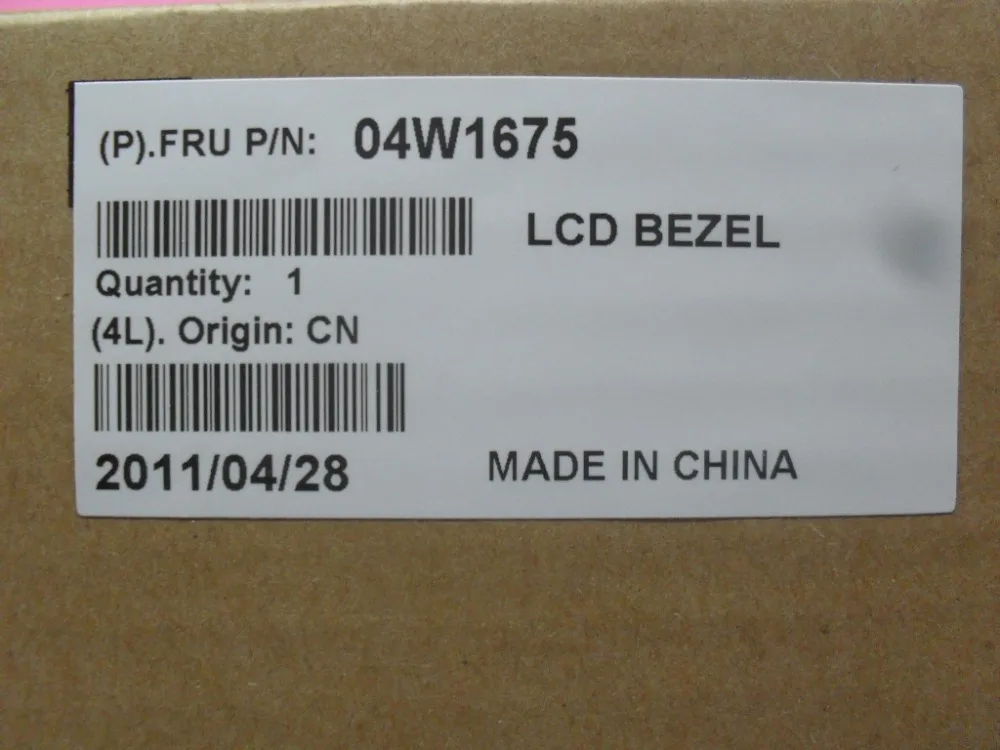 (P).FRU P/N: 04W1675
LCD BEZEL
Quantity: 1
(4L). Origin: CN
2011/04/28
MADE IN CHINA